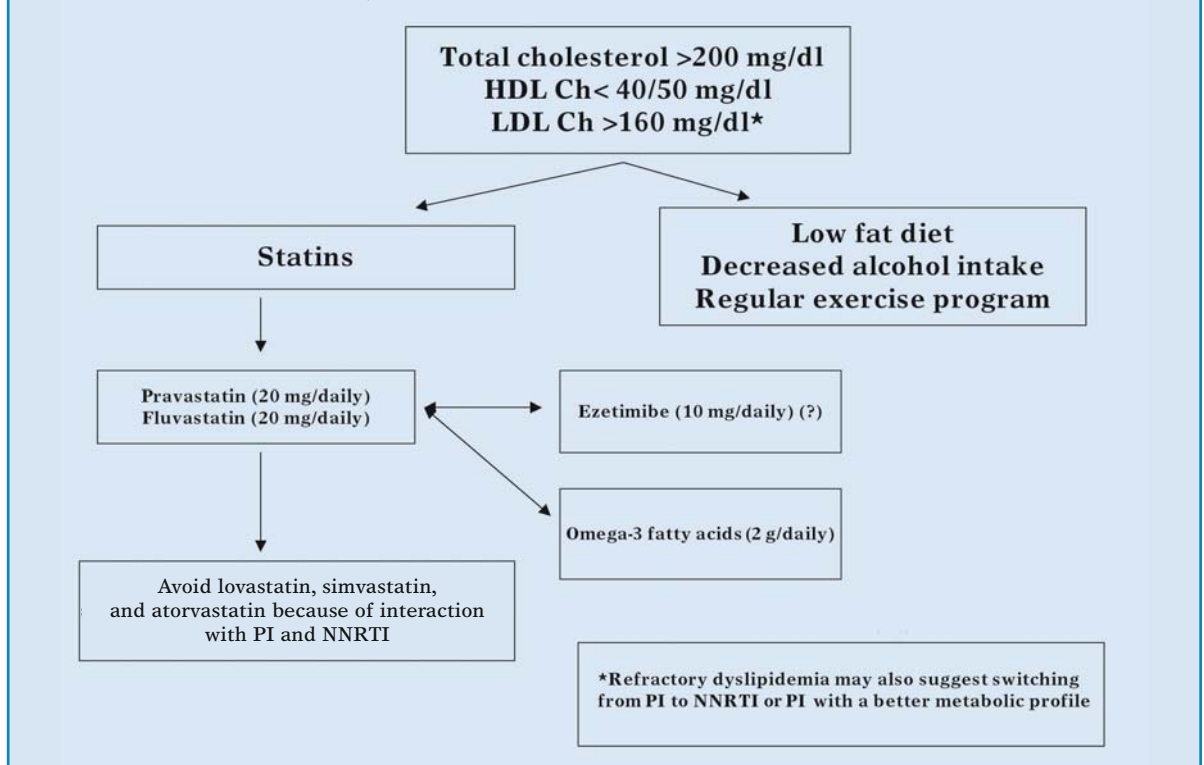 Total cholesterol >200 mg/dl
HDL Ch< 40/50 mg/dl
LDL Ch >160 mg/dl*
Statins
Low fat diet
Decreased alcohol intake
Regular exercise program
Pravastatin (20 mg/daily)
Fluvastatin (20 mg/daily)
Ezetimibe (10 mg/daily) (?)
Omega-3 fatty acids (2 g/daily)
Avoid lovastatin, simvastatin,
and atorvastatin because of interaction
with PI and NNRTI
*Refractory dyslipidemia may also suggest switching
from PI to NNRTI or PI with a better metabolic profile